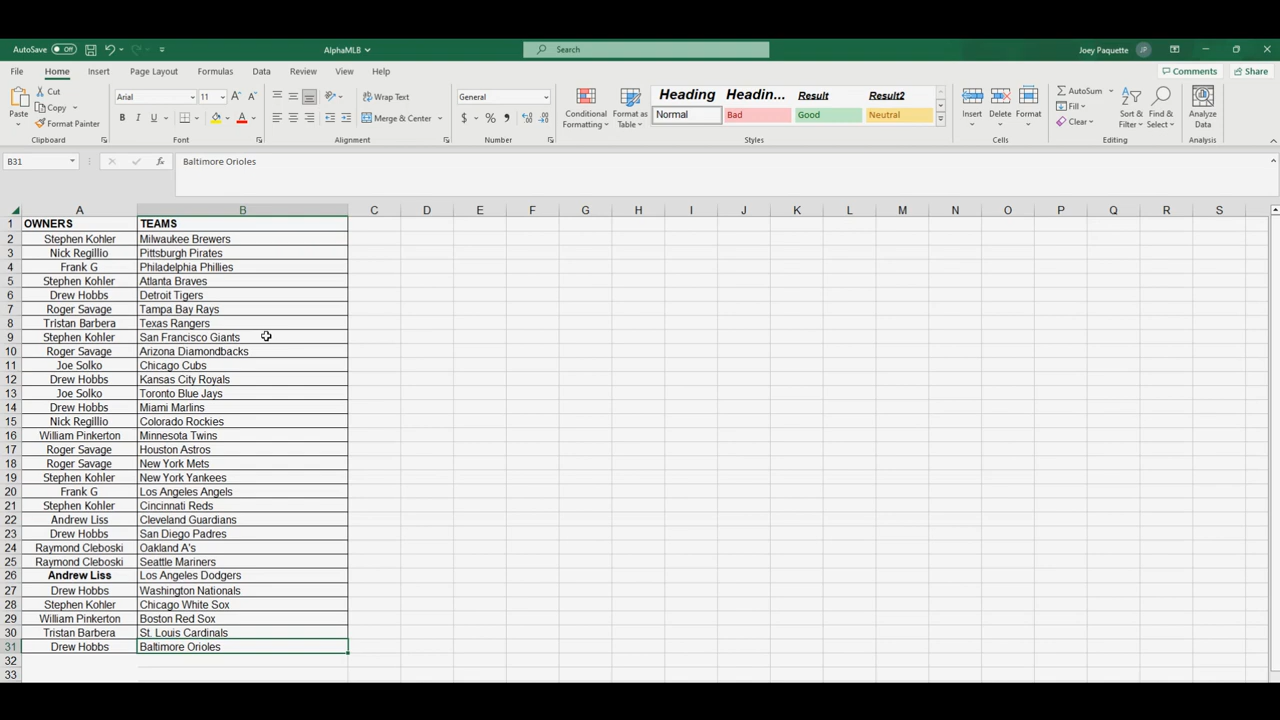 AutoSave Off AlphaMLB Search Joey Paquette JP
File Home Insert Page Layout Formulas Data Review View Help Comments Share
Paste Cut Copy Format Painter Clipboard
Arial 11 A A B I U A Font
Wrap Text Merge & Center Alignment
General $ % , Number
Conditional Formatting Format as Table
Heading Headin... Result Result2
Normal Bad Good Neutral
Styles
Insert Delete Format Cells
AutoSum Fill Clear Sort & Filter Find & Select Editing
Analyze Data Analysis
B31 fx Baltimore Orioles
A B C D E F G H I J K L M N O P Q R S
1 OWNERS TEAMS
2 Stephen Kohler Milwaukee Brewers
3 Nick Regillio Pittsburgh Pirates
4 Frank G Philadelphia Phillies
5 Stephen Kohler Atlanta Braves
6 Drew Hobbs Detroit Tigers
7 Roger Savage Tampa Bay Rays
8 Tristan Barbera Texas Rangers
9 Stephen Kohler San Francisco Giants
10 Roger Savage Arizona Diamondbacks
11 Joe Solko Chicago Cubs
12 Drew Hobbs Kansas City Royals
13 Joe Solko Toronto Blue Jays
14 Drew Hobbs Miami Marlins
15 Nick Regillio Colorado Rockies
16 William Pinkerton Minnesota Twins
17 Roger Savage Houston Astros
18 Roger Savage New York Mets
19 Stephen Kohler New York Yankees
20 Frank G Los Angeles Angels
21 Stephen Kohler Cincinnati Reds
22 Andrew Liss Cleveland Guardians
23 Drew Hobbs San Diego Padres
24 Raymond Cleboski Oakland A's
25 Raymond Cleboski Seattle Mariners
26 Andrew Liss Los Angeles Dodgers
27 Drew Hobbs Washington Nationals
28 Stephen Kohler Chicago White Sox
29 William Pinkerton Boston Red Sox
30 Tristan Barbera St. Louis Cardinals
31 Drew Hobbs Baltimore Orioles
32
33